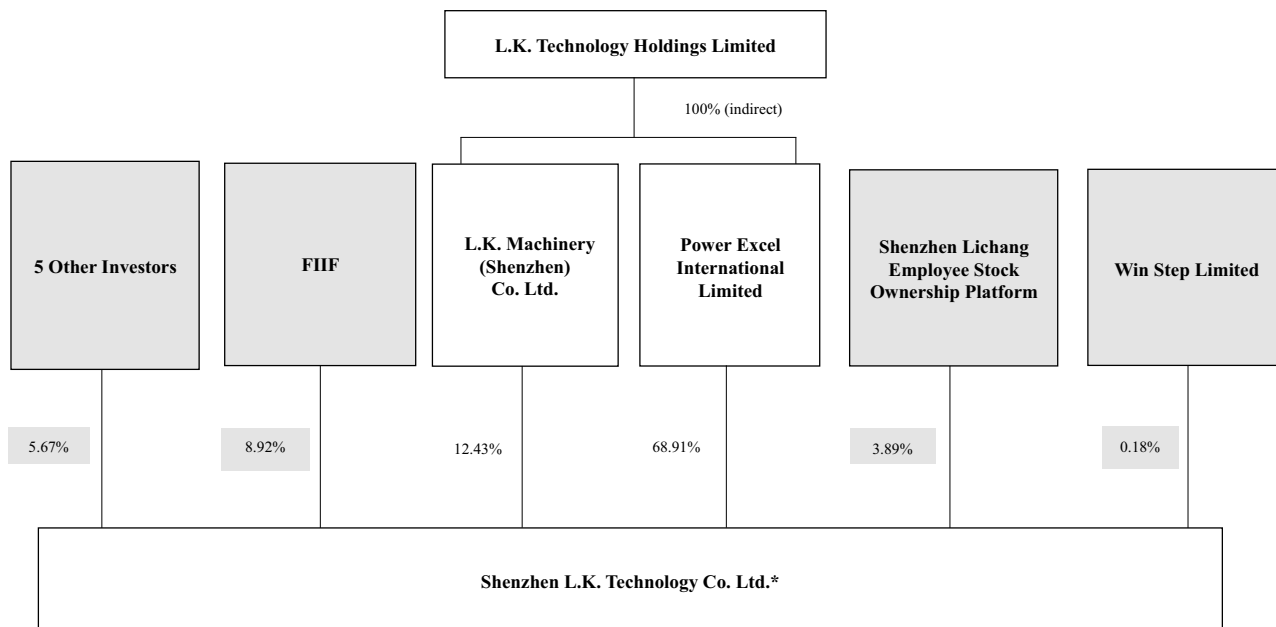 L.K. Technology Holdings Limited
100% (indirect)
5 Other Investors
FIIF
L.K. Machinery
(Shenzhen)
Co. Ltd.
Power Excel
International
Limited
Shenzhen Lichang
Employee Stock
Ownership Platform
Win Step Limited
5.67%
8.92%
12.43%
68.91%
3.89%
0.18%
Shenzhen L.K. Technology Co. Ltd.*